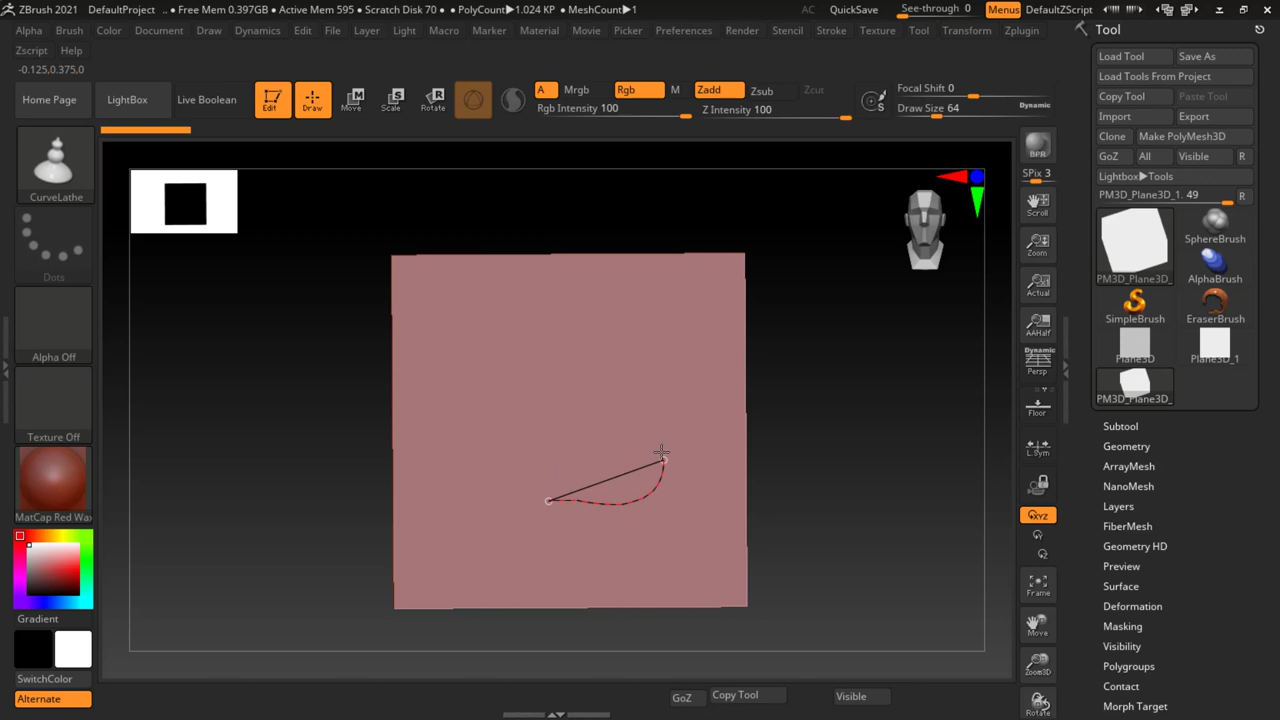 ZBrush 2021 DefaultProject .. • Free Mem 0.397GB • Active Mem 595 • Scratch Disk 70 • PolyCount▶1.024 KP • MeshCount▶1 AC QuickSave See-through 0 Menus DefaultZScript
Alpha Brush Color Document Draw Dynamics Edit File Layer Light Macro Marker Material Movie Picker Preferences Render Stencil Stroke Texture Tool Transform Zplugin
Zscript Help
-0.125,0.375,0
Home Page LightBox Live Boolean Edit Draw Move Scale Rotate A Mrgb Rgb M Zadd Zsub Zcut Focal Shift 0
Rgb Intensity 100 Z Intensity 100 S Draw Size 64 Dynamic
CurveLathe
Dots
Alpha Off
Texture Off
MatCap Red Wax
Gradient
SwitchColor
Alternate
BPR
SPix 3
Scroll
Zoom
Actual
AAHalf
Dynamic
Persp
Floor
L.Sym
XYZ
Y
Z
Frame
Move
Zoom3D
Rotate
GoZ Copy Tool Visible
Tool
Load Tool Save As
Load Tools From Project
Copy Tool Paste Tool
Import Export
Clone Make PolyMesh3D
GoZ All Visible R
Lightbox▶Tools
PM3D_Plane3D_1. 49 R
PM3D_Plane3D_ SphereBrush
AlphaBrush
SimpleBrush EraserBrush
Plane3D Plane3D_1
PM3D_Plane3D_
Subtool
Geometry
ArrayMesh
NanoMesh
Layers
FiberMesh
Geometry HD
Preview
Surface
Deformation
Masking
Visibility
Polygroups
Contact
Morph Target